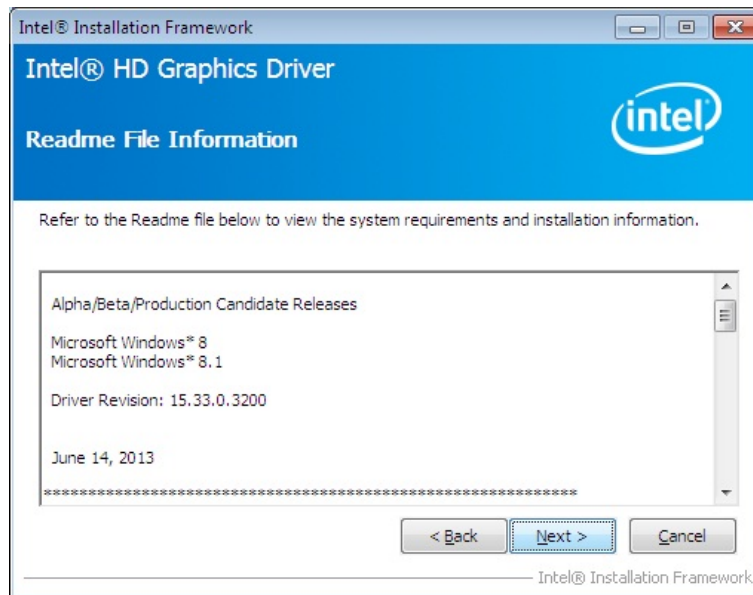 Intel® Installation Framework
Intel® HD Graphics Driver
intel
Readme File Information
Refer to the Readme file below to view the system requirements and installation information.
Alpha/Beta/Production Candidate Releases
Microsoft Windows* 8
Microsoft Windows* 8.1
Driver Revision: 15.33.0.3200
June 14, 2013
************************************************************
< Back
Next >
Cancel
Intel® Installation Framework